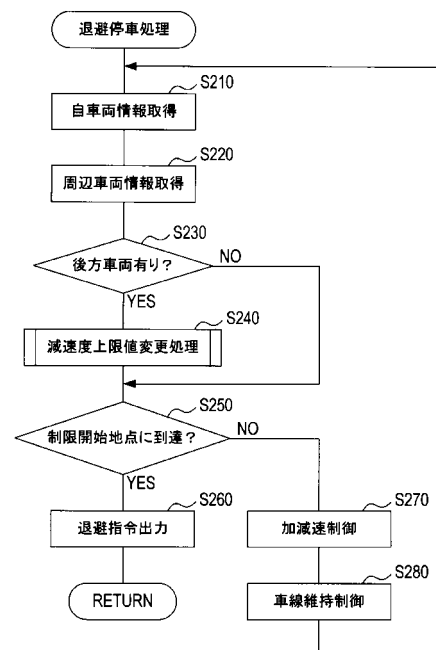 退避停車処理
S210
自車両情報取得
S220
周辺車両情報取得
S230
後方車両有り?
NO
YES
S240
減速度上限値変更処理
S250
制限開始地点に到達?
NO
YES
S260
退避指令出力
S270
加減速制御
RETURN
S280
車線維持制御